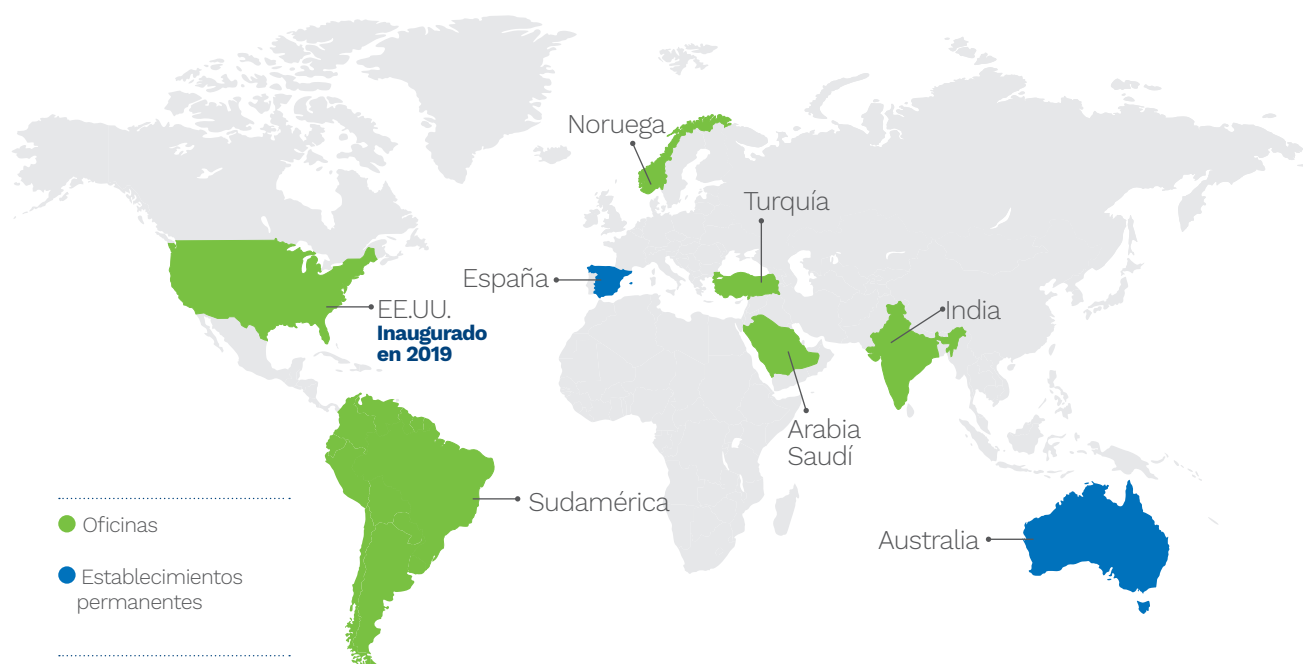 Noruega
Turquía
España
EE.UU.
Inaugurado
en 2019
India
Arabia
Saudí
Sudamérica
Australia
Oficinas
Establecimientos
permanentes